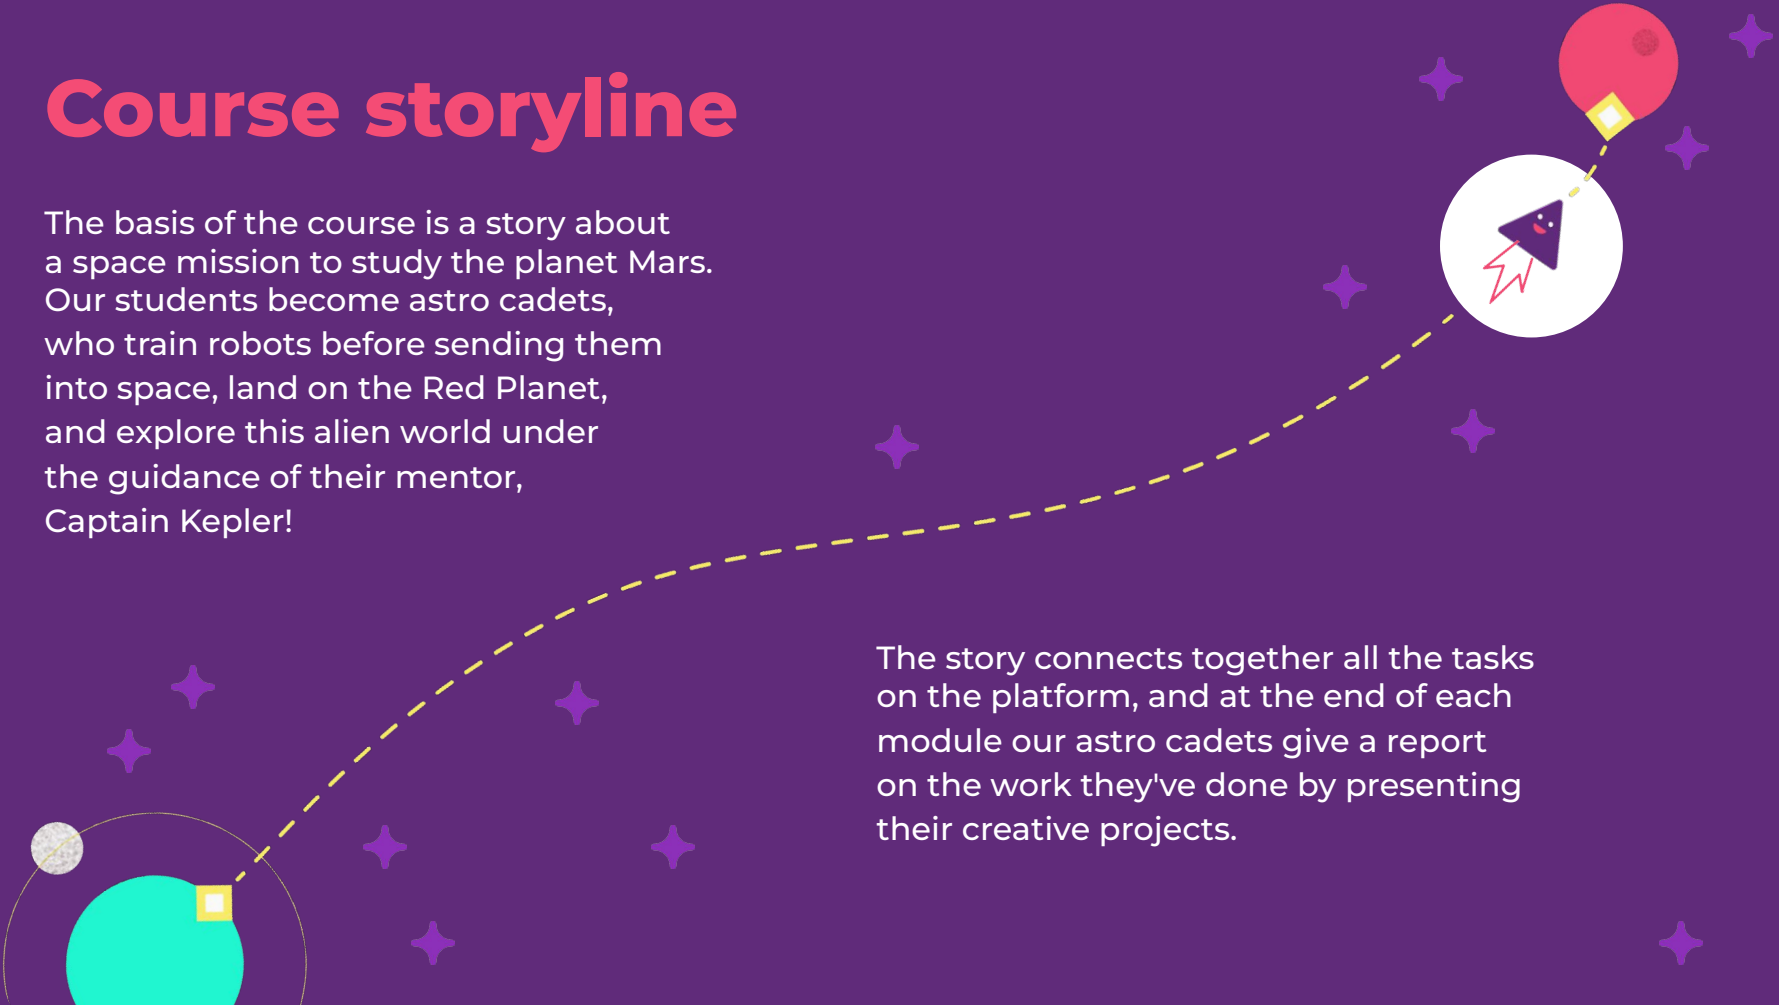 Course storyline
The basis of the course is a story about
a space mission to study the planet Mars.
Our students become astro cadets,
who train robots before sending them
into space, land on the Red Planet,
and explore this alien world under
the guidance of their mentor,
Captain Kepler!
The story connects together all the tasks
on the platform, and at the end of each
module our astro cadets give a report
on the work they've done by presenting
their creative projects.